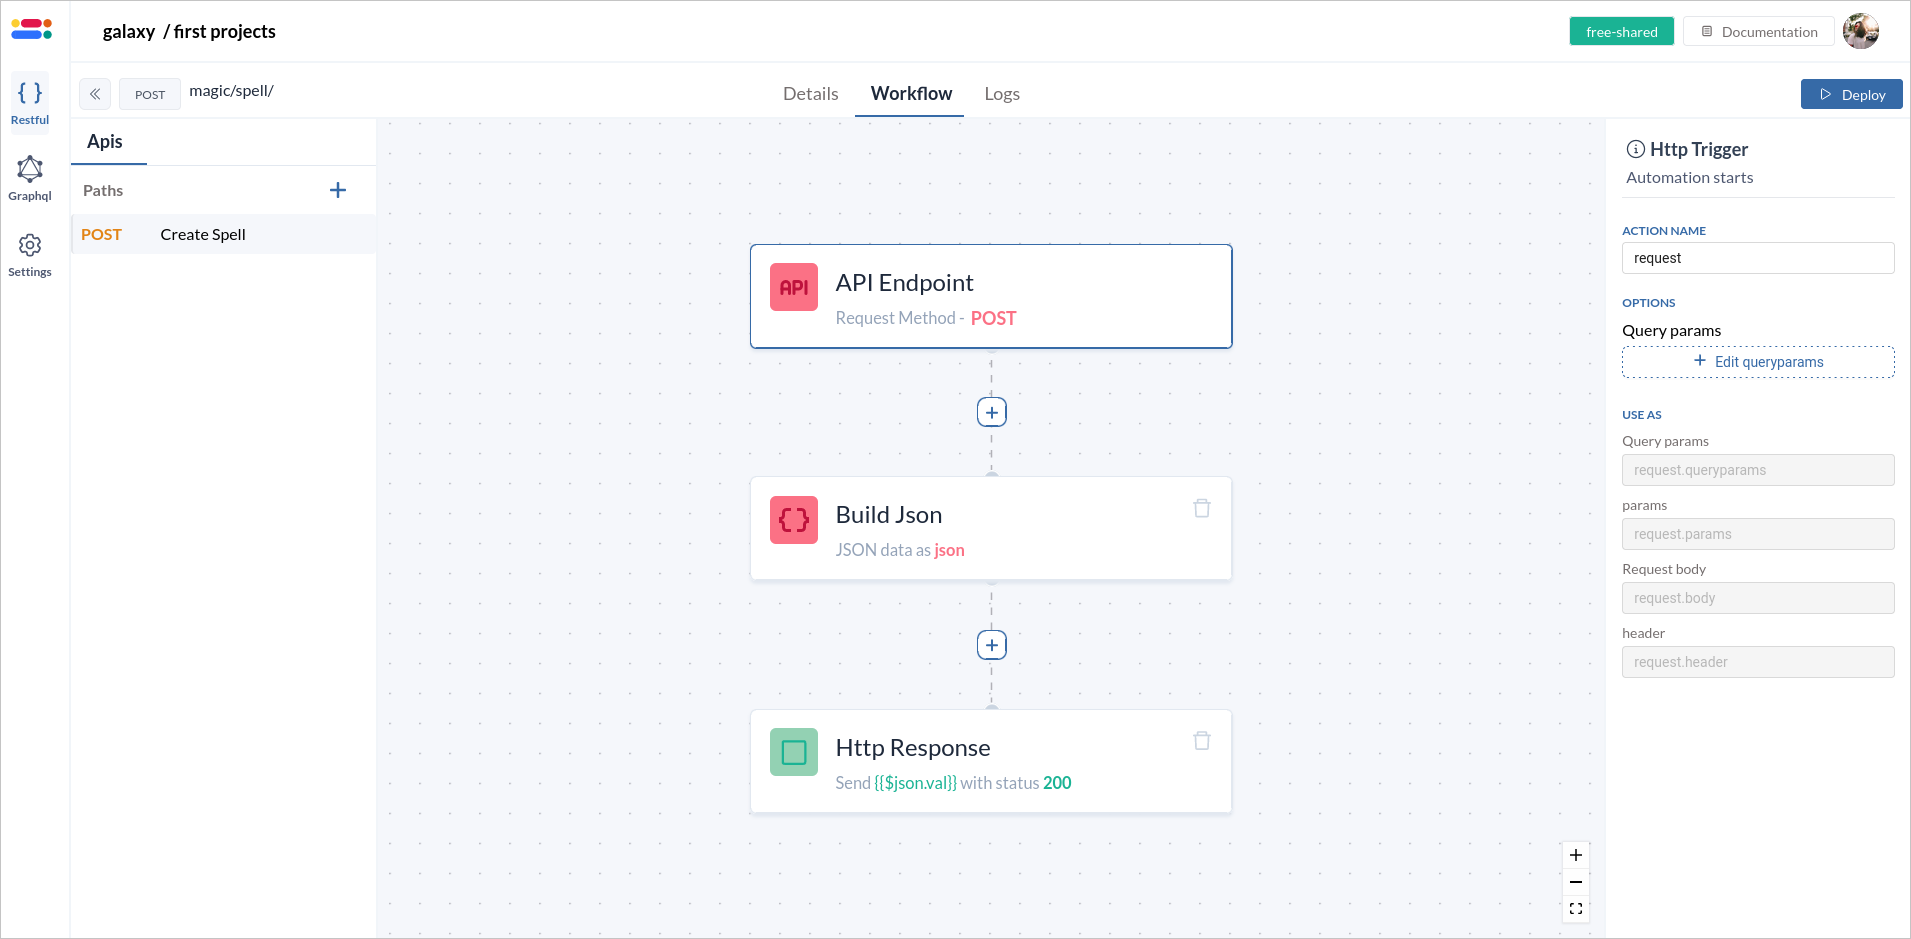 galaxy / first projects
free-shared
Documentation
Restful
Graphql
Settings
POST
magic/spell/
Details
Workflow
Logs
Deploy
Apis
Paths
POST Create Spell
API
API Endpoint
Request Method - POST
Build Json
JSON data as json
Http Response
Send {{$json.val}} with status 200
Http Trigger
Automation starts
ACTION NAME
request
OPTIONS
Query params
Edit queryparams
USE AS
Query params
request.queryparams
params
request.params
Request body
request.body
header
request.header